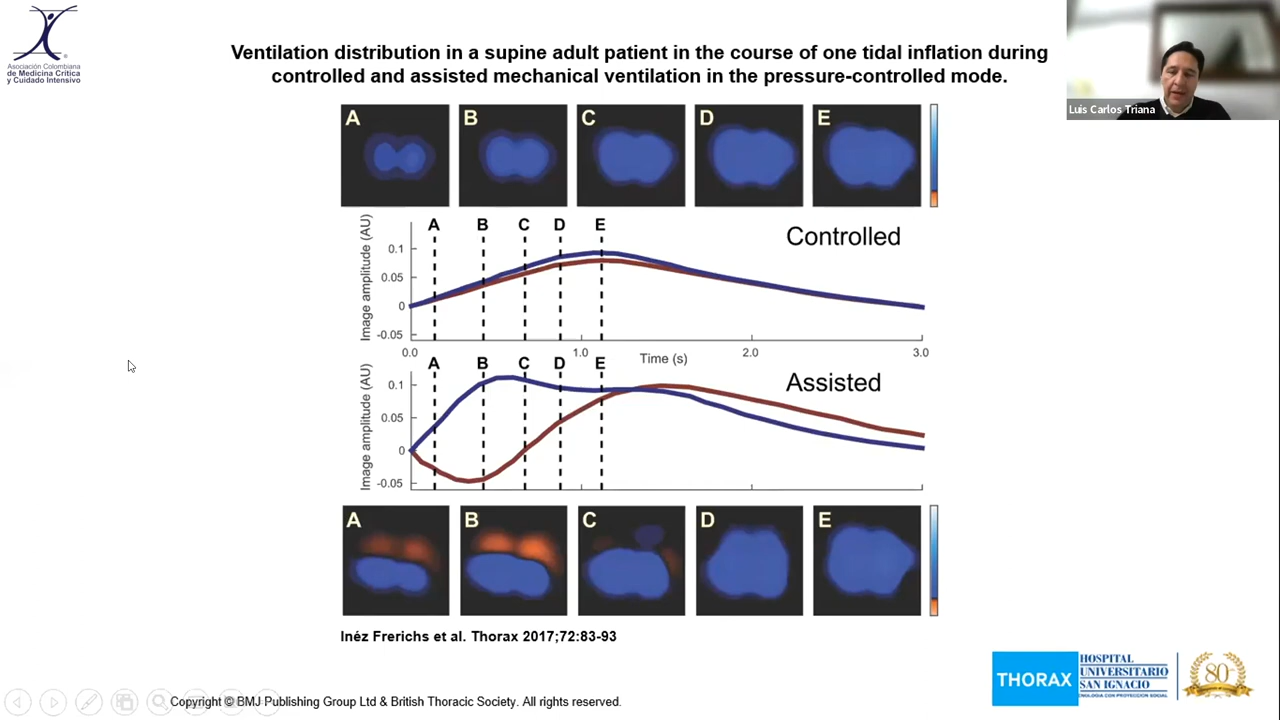 Asociación Colombiana
de Medicina Crítica
y Cuidado Intensivo
Ventilation distribution in a supine adult patient in the course of one tidal inflation during
controlled and assisted mechanical ventilation in the pressure-controlled mode.
Luis Carlos Triana
A B C D E
Image amplitude (AU)
A B C D E
Controlled
0.1
0.05
0
-0.05
0.0 1.0 2.0 3.0
Time (s)
Image amplitude (AU)
A B C D E
Assisted
0.1
0.05
0
-0.05
A B C D E
Inéz Frerichs et al. Thorax 2017;72:83-93
THORAX
HOSPITAL
UNIVERSITARIO
SAN IGNACIO
80
Copyright © BMJ Publishing Group Ltd & British Thoracic Society. All rights reserved.